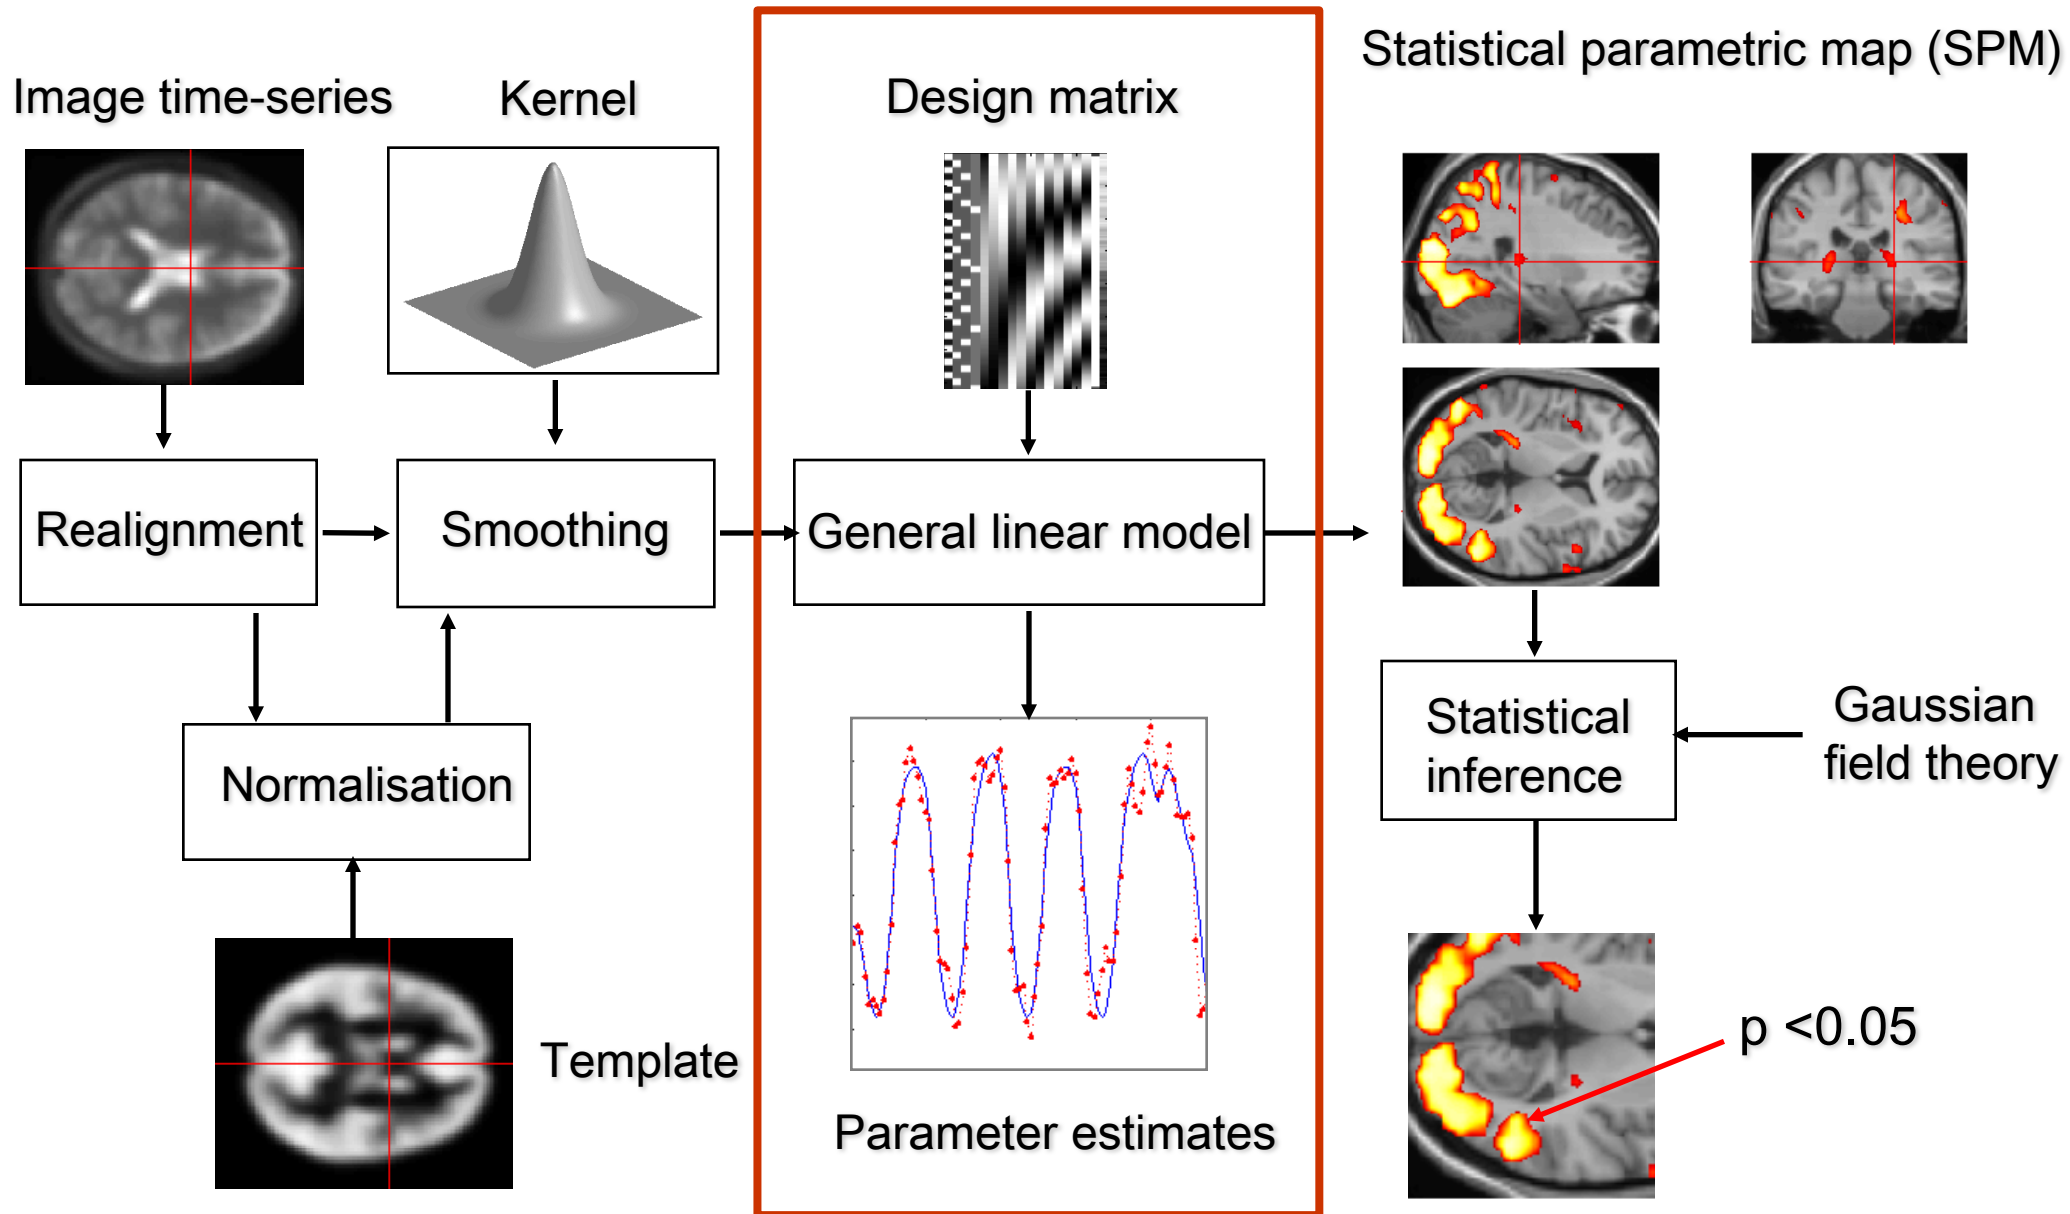 Statistical parametric map (SPM)
Image time-series
Kernel
Design matrix
Realignment
Smoothing
General linear model
Normalisation
Statistical
inference
Gaussian
field theory
Template
Parameter estimates
p <0.05